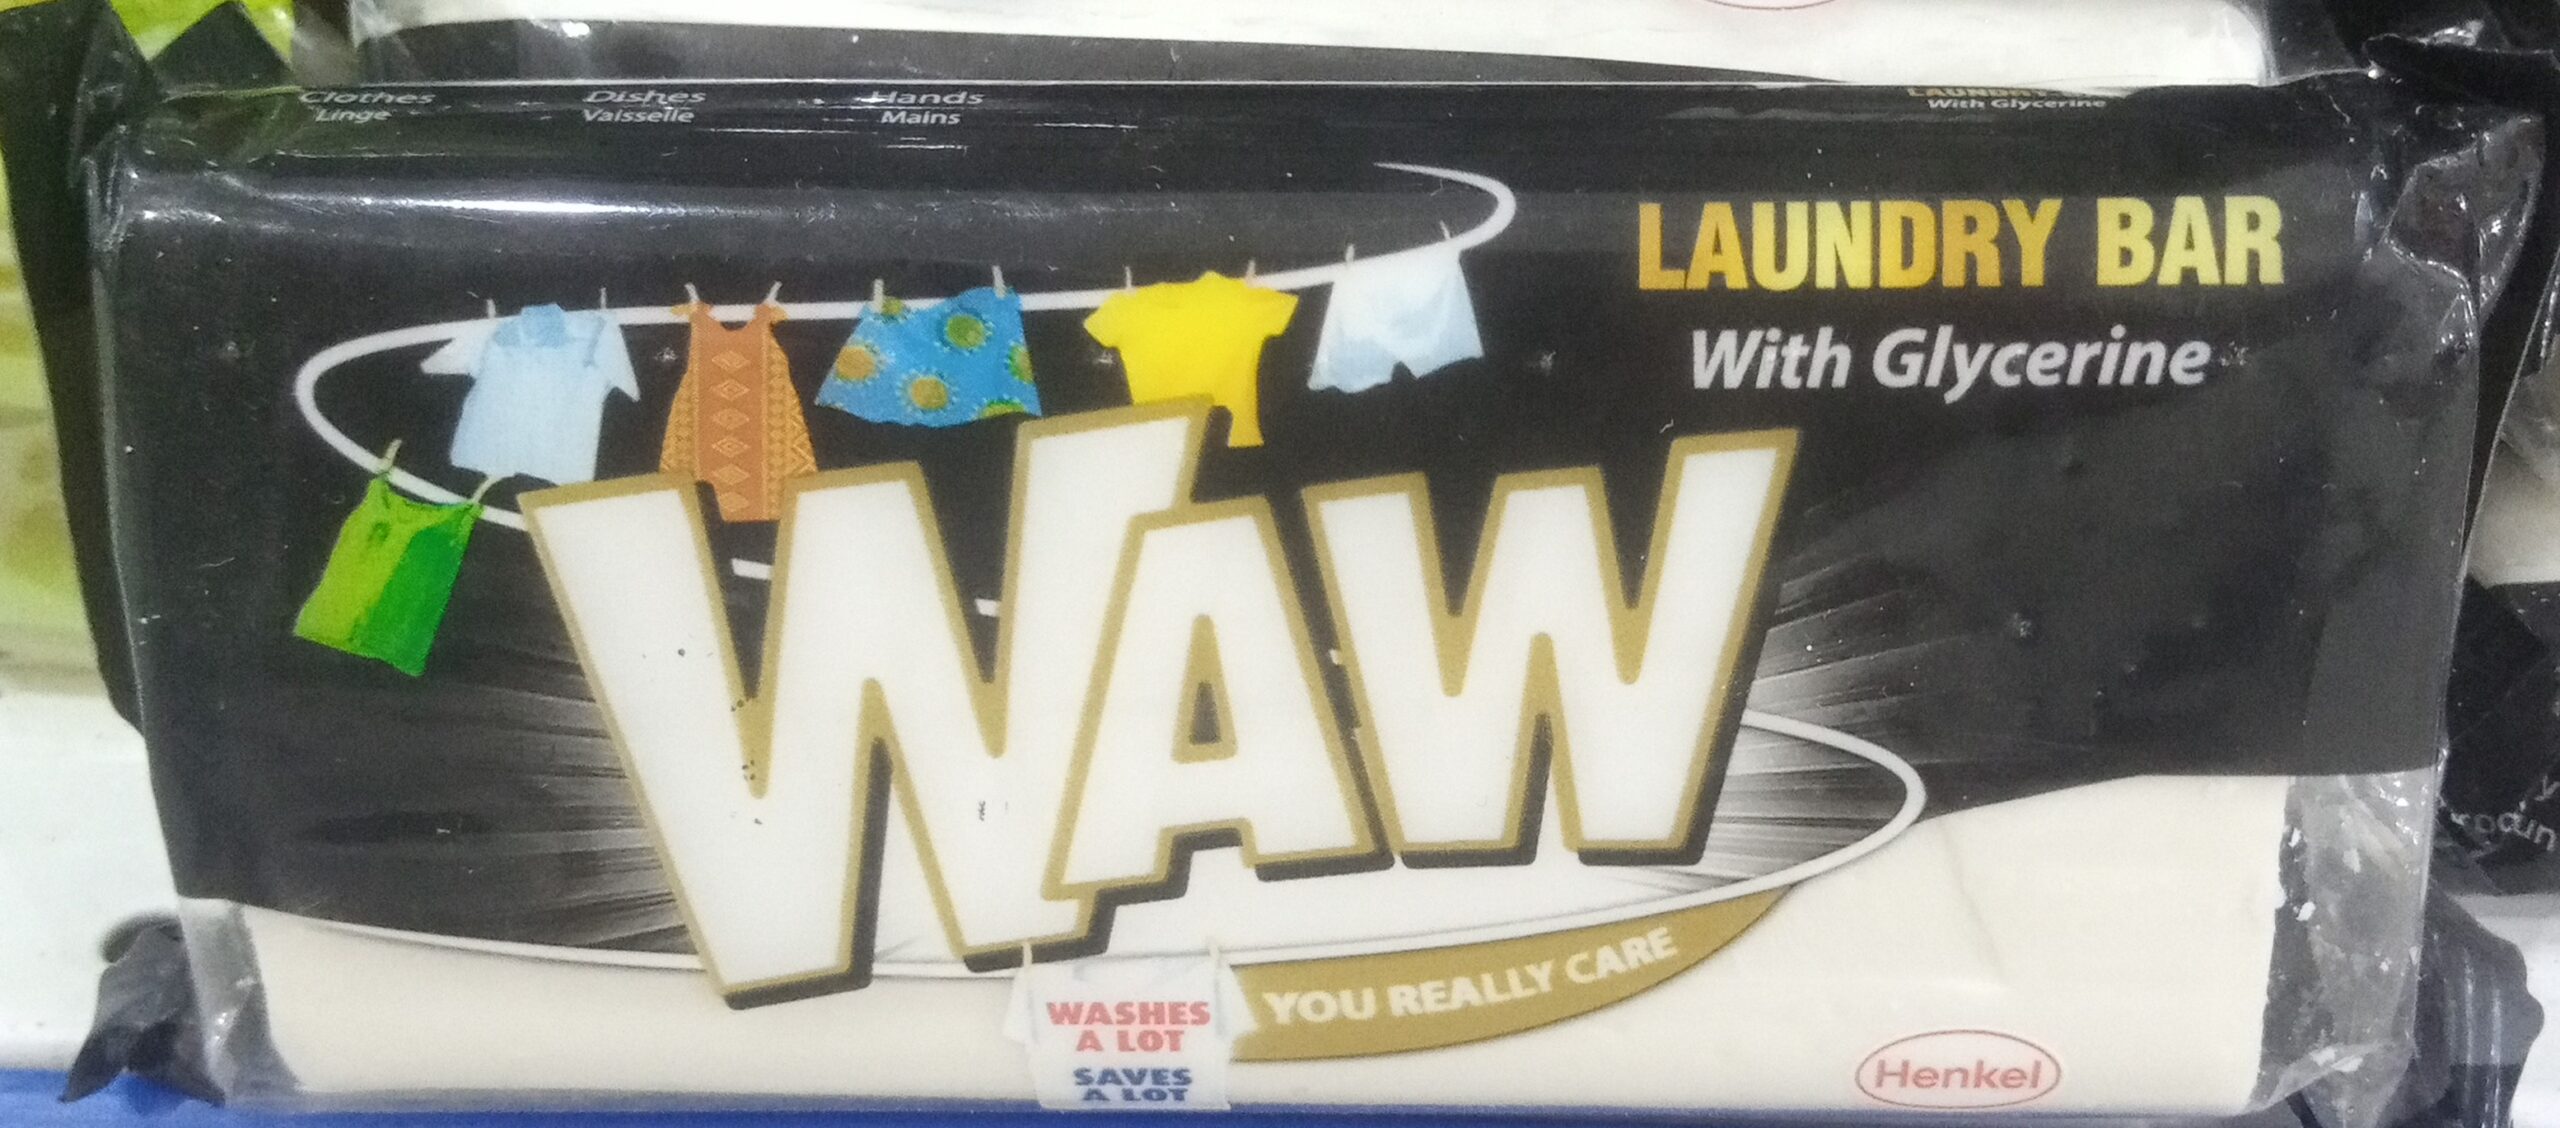 Clothes
Linge
Dishes
Vaisselle
Hands
Mains
LAUNDRY
With Glycerine
LAUNDRY BAR
With Glycerine
WAW
YOU REALLY CARE
WASHES
A LOT
SAVES
A LOT
Henkel